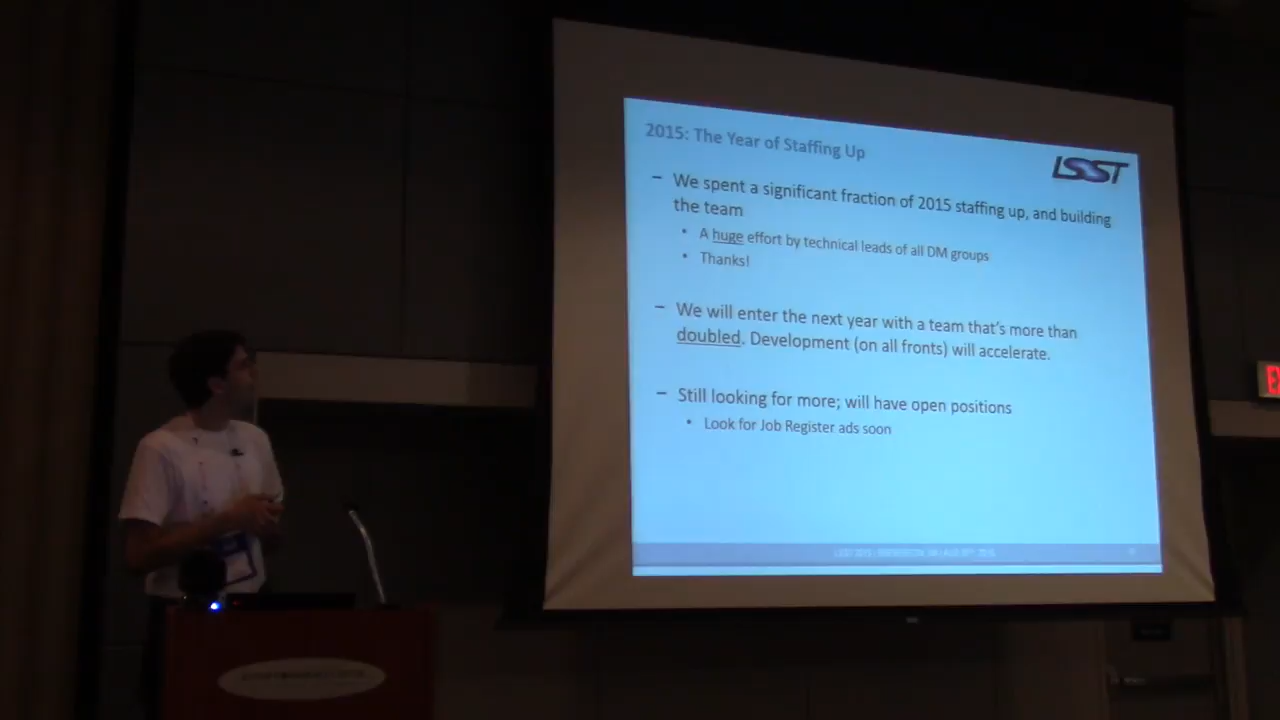 2015: The Year of Staffing Up
LSST
– We spent a significant fraction of 2015 staffing up, and building
the team
• A huge effort by technical leads of all DM groups
• Thanks!
– We will enter the next year with a team that's more than
doubled. Development (on all fronts) will accelerate.
– Still looking for more; will have open positions
• Look for Job Register ads soon